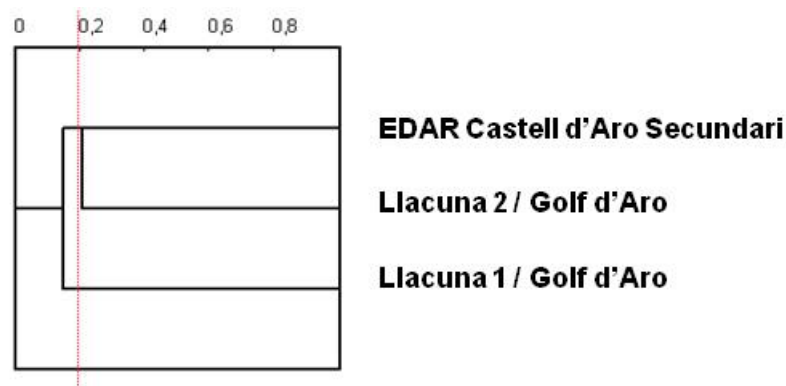 0 0,2 0,4 0,6 0,8
EDAR Castell d'Aro Secundari
Llacuna 2 / Golf d'Aro
Llacuna 1 / Golf d'Aro